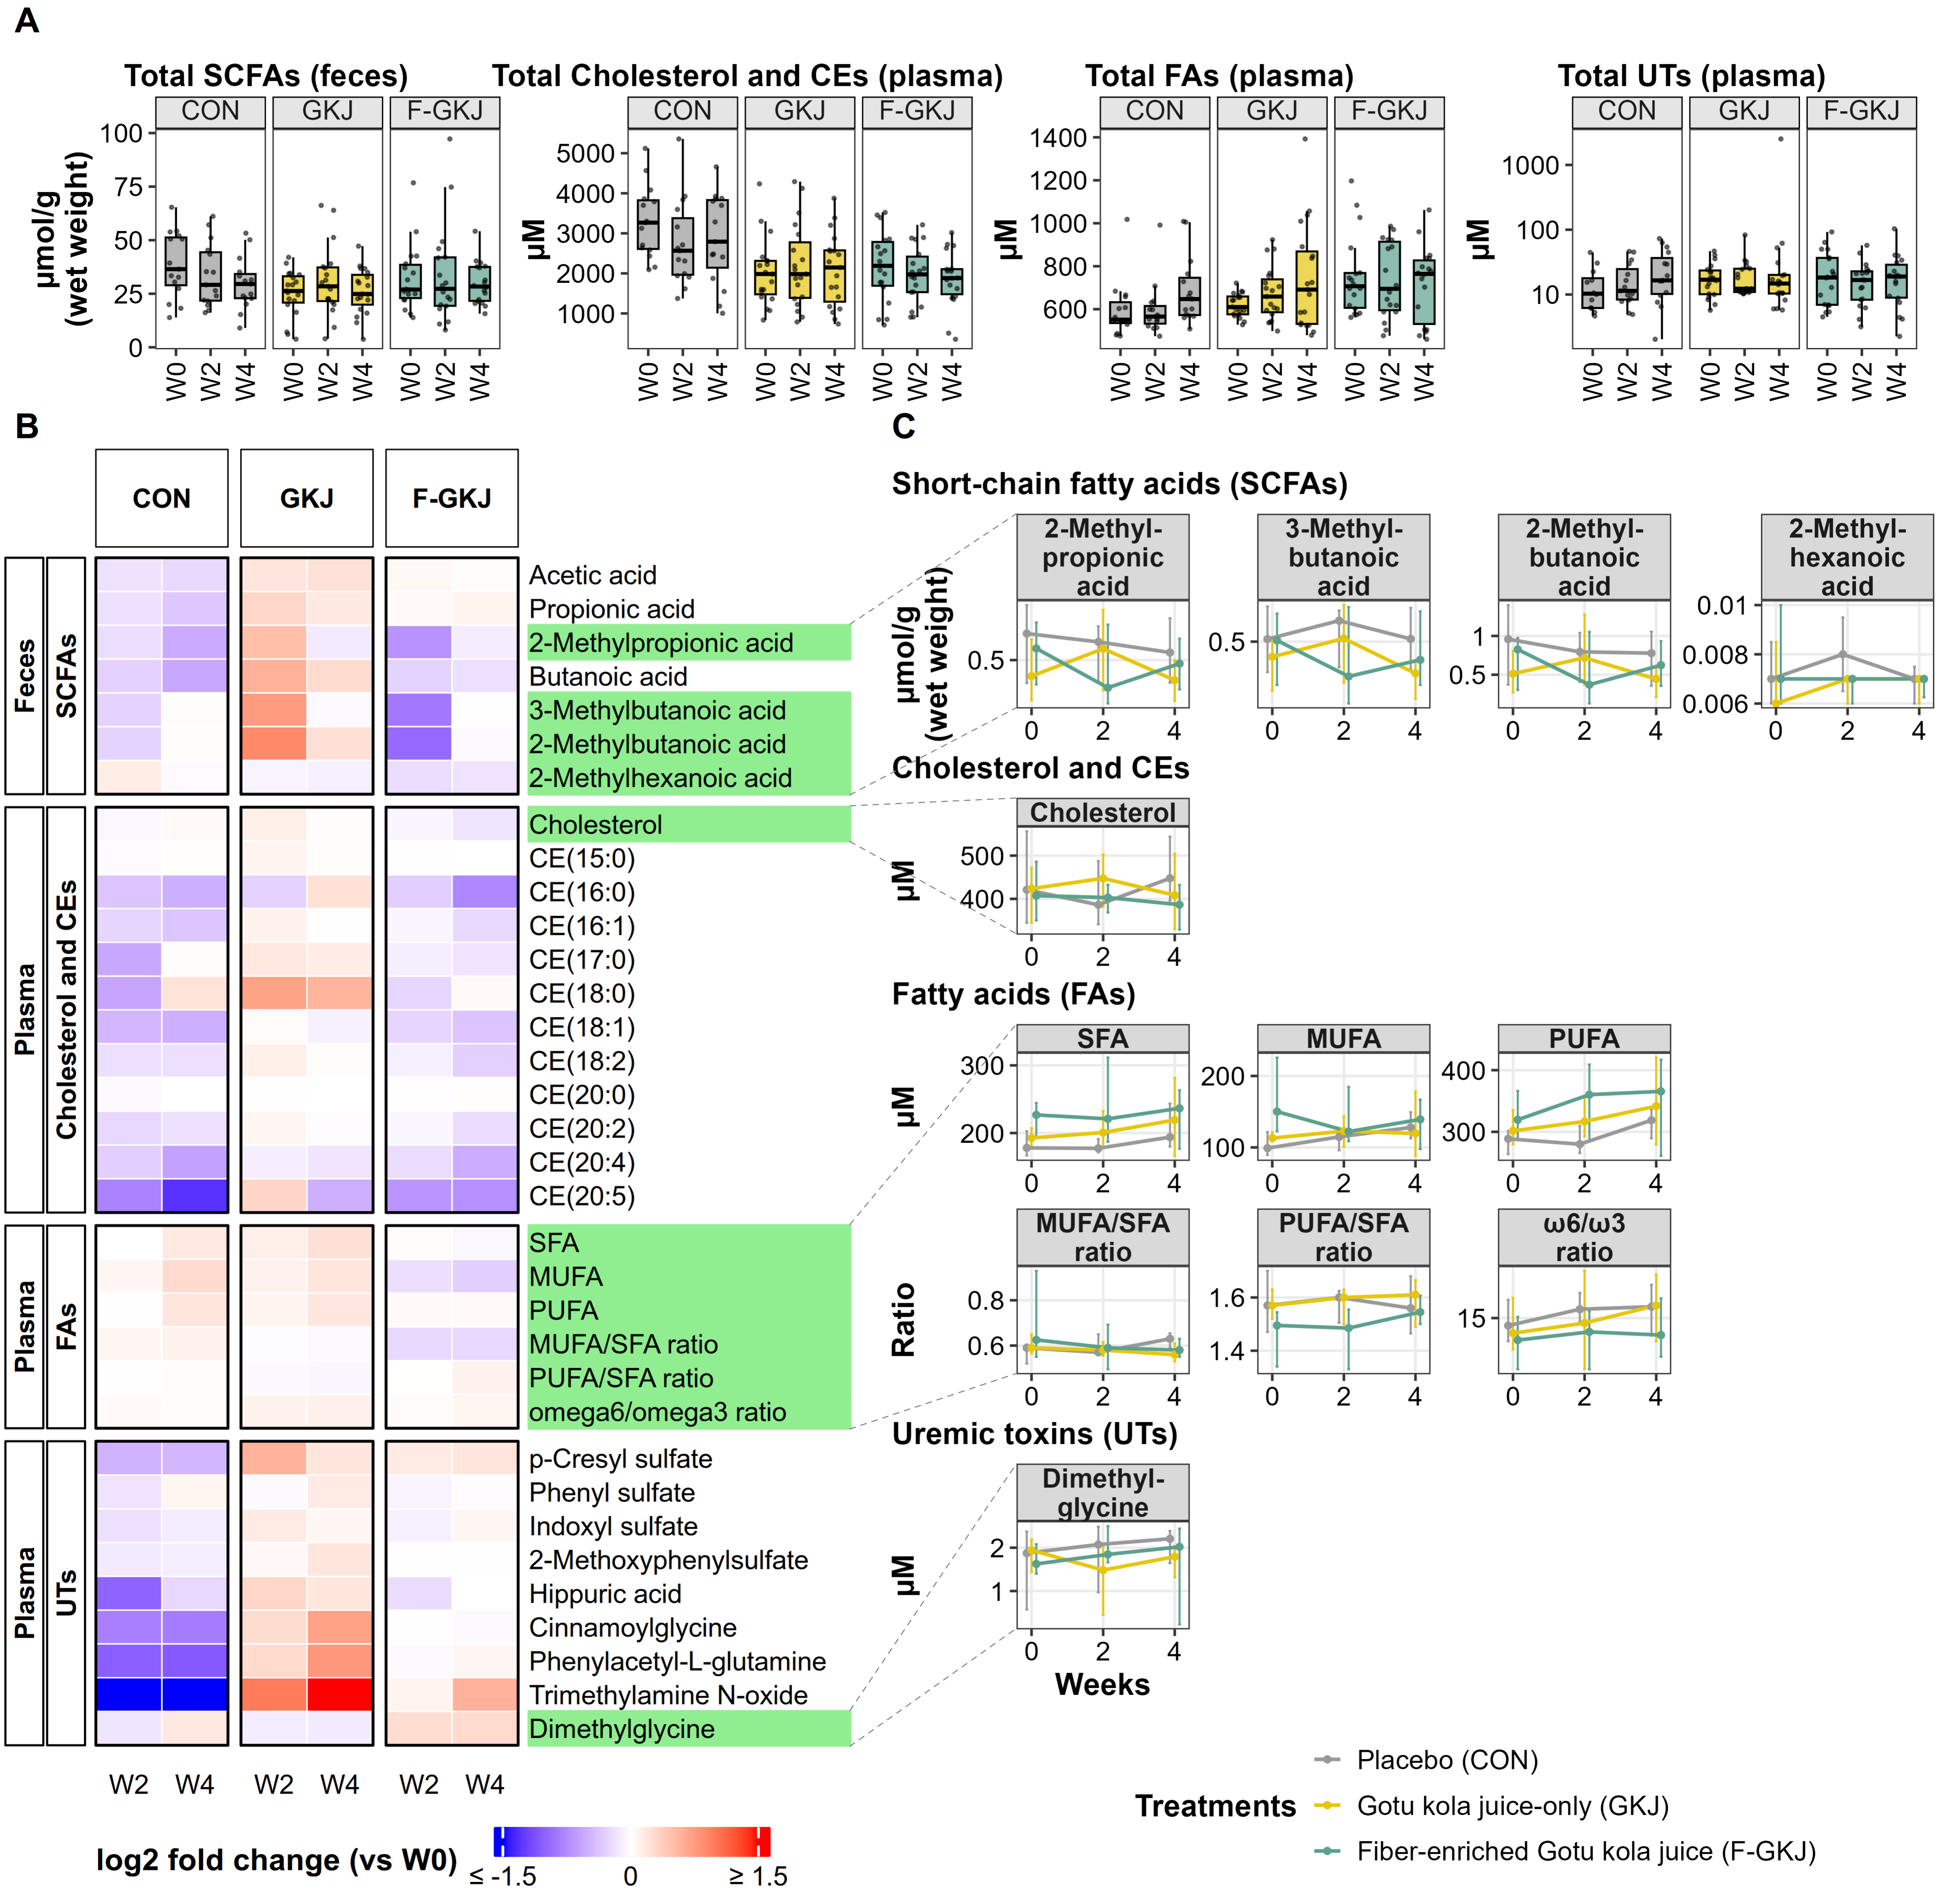 A
Total SCFAs (feces)
Total Cholesterol and CEs (plasma)
Total FAs (plasma)
Total UTs (plasma)
CON GKJ F-GKJ
CON GKJ F-GKJ
CON GKJ F-GKJ
CON GKJ F-GKJ
µmol/g
(wet weight)
100
75
50
25
0
µM
5000
4000
3000
2000
1000
µM
1400
1200
1000
800
600
µM
1000
100
10
W0 W2 W4 W0 W2 W4 W0 W2 W4
W0 W2 W4 W0 W2 W4 W0 W2 W4
W0 W2 W4 W0 W2 W4 W0 W2 W4
W0 W2 W4 W0 W2 W4 W0 W2 W4
B
CON GKJ F-GKJ
Feces
SCFAs
Acetic acid
Propionic acid
2-Methylpropionic acid
Butanoic acid
3-Methylbutanoic acid
2-Methylbutanoic acid
2-Methylhexanoic acid
Plasma
Cholesterol and CEs
Cholesterol
CE(15:0)
CE(16:0)
CE(16:1)
CE(17:0)
CE(18:0)
CE(18:1)
CE(18:2)
CE(20:0)
CE(20:2)
CE(20:4)
CE(20:5)
Plasma
FAs
SFA
MUFA
PUFA
MUFA/SFA ratio
PUFA/SFA ratio
omega6/omega3 ratio
Plasma
UTs
p-Cresyl sulfate
Phenyl sulfate
Indoxyl sulfate
2-Methoxyphenylsulfate
Hippuric acid
Cinnamoylglycine
Phenylacetyl-L-glutamine
Trimethylamine N-oxide
Dimethylglycine
W2 W4 W2 W4 W2 W4
log2 fold change (vs W0)
≤ -1.5 0 ≥ 1.5
C
Short-chain fatty acids (SCFAs)
µmol/g
(wet weight)
2-Methyl-
propionic
acid
0.5
0 2 4
3-Methyl-
butanoic
acid
0.5
0 2 4
2-Methyl-
butanoic
acid
1
0.5
0 2 4
2-Methyl-
hexanoic
acid
0.01
0.008
0.006
0 2 4
Cholesterol and CEs
Cholesterol
µM
500
400
0 2 4
Fatty acids (FAs)
µM
SFA
300
200
0 2 4
MUFA
200
100
0 2 4
PUFA
400
300
0 2 4
Ratio
MUFA/SFA
ratio
0.8
0.6
0 2 4
PUFA/SFA
ratio
1.6
1.4
0 2 4
ω6/ω3
ratio
15
0 2 4
Uremic toxins (UTs)
Dimethyl-
glycine
µM
2
1
0 2 4
Weeks
Treatments
Placebo (CON)
Gotu kola juice-only (GKJ)
Fiber-enriched Gotu kola juice (F-GKJ)